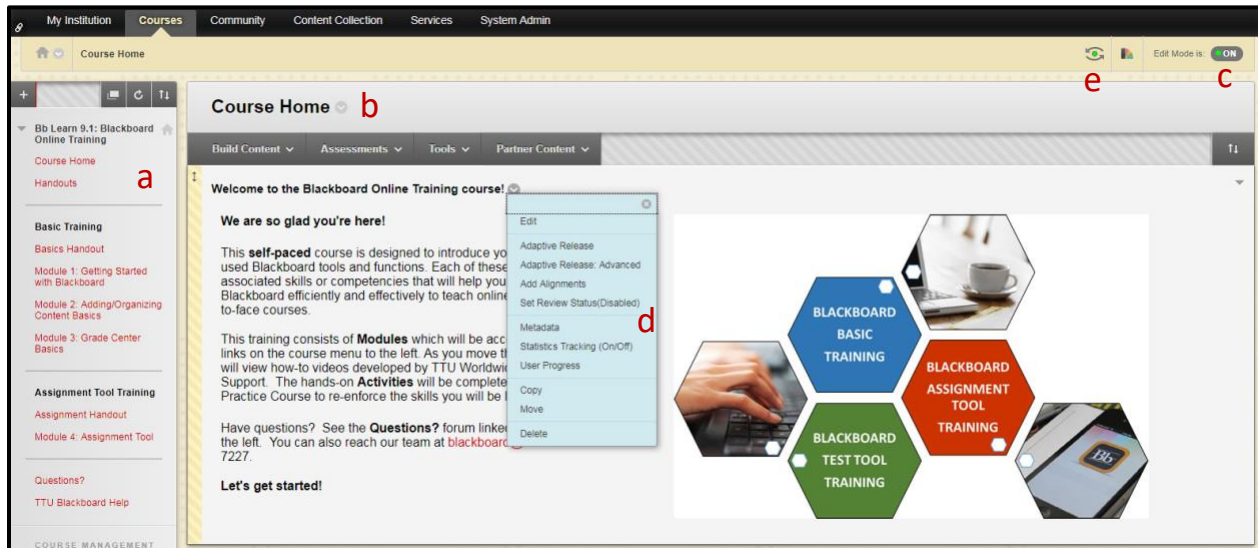 My Institution Courses Community Content Collection Services System Admin
Course Home
Edit Mode is: ON
e
c
Course Home
b
Bb Learn 9.1: Blackboard
Online Training
Course Home
Handouts
a
Basic Training
Basics Handout
Module 1: Getting Started
with Blackboard
Module 2: Adding/Organizing
Content Basics
Module 3: Grade Center
Basics
Assignment Tool Training
Assignment Handout
Module 4: Assignment Tool
Questions?
TTU Blackboard Help
COURSE MANAGEMENT
Build Content Assessments Tools Partner Content
Welcome to the Blackboard Online Training course!
We are so glad you're here!
This self-paced course is designed to introduce
used Blackboard tools and functions. Each of these
associated skills or competencies that will help you
Blackboard efficiently and effectively to teach online
to-face courses.
This training consists of Modules which will be
links on the course menu to the left. As you move
will view how-to videos developed by TTU
Support. The hands-on Activities will be
Practice Course to re-enforce the skills you will be
Have questions? See the Questions? forum
the left. You can also reach our team at blackboard
7227.
Let's get started!
Edit
Adaptive Release
Adaptive Release: Advanced
Add Alignments
Set Review Status(Disabled)
d
Metadata
Statistics Tracking (On/Off)
User Progress
Copy
Move
Delete
BLACKBOARD
BASIC
TRAINING
BLACKBOARD
ASSIGNMENT
TOOL
TRAINING
BLACKBOARD
TEST TOOL
TRAINING
Bb